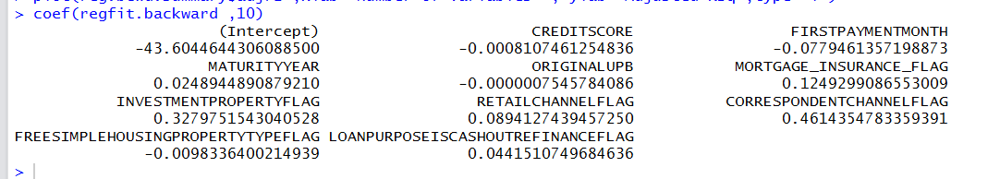 > coef(regfit.backward ,10)
(Intercept) CREDITSCORE FIRSTPAYMENTMONTH
-43.6044644306088500 -0.0008107461254836 -0.0779461357198873
MATURITYYEAR ORIGINALUPB MORTGAGE_INSURANCE_FLAG
0.0248944890879210 -0.0000007545784086 0.1249299086553009
INVESTMENTPROPERTYFLAG RETAILCHANNELFLAG CORRESPONDENTCHANNELFLAG
0.3279751543040528 0.0894127439457250 0.4614354783359391
FREESIMPLEHOUSINGPROPERTYTYPEFLAG LOANPURPOSEISCASHOUTREFINANCEFLAG
-0.0098336400214939 0.0441510749684636
>